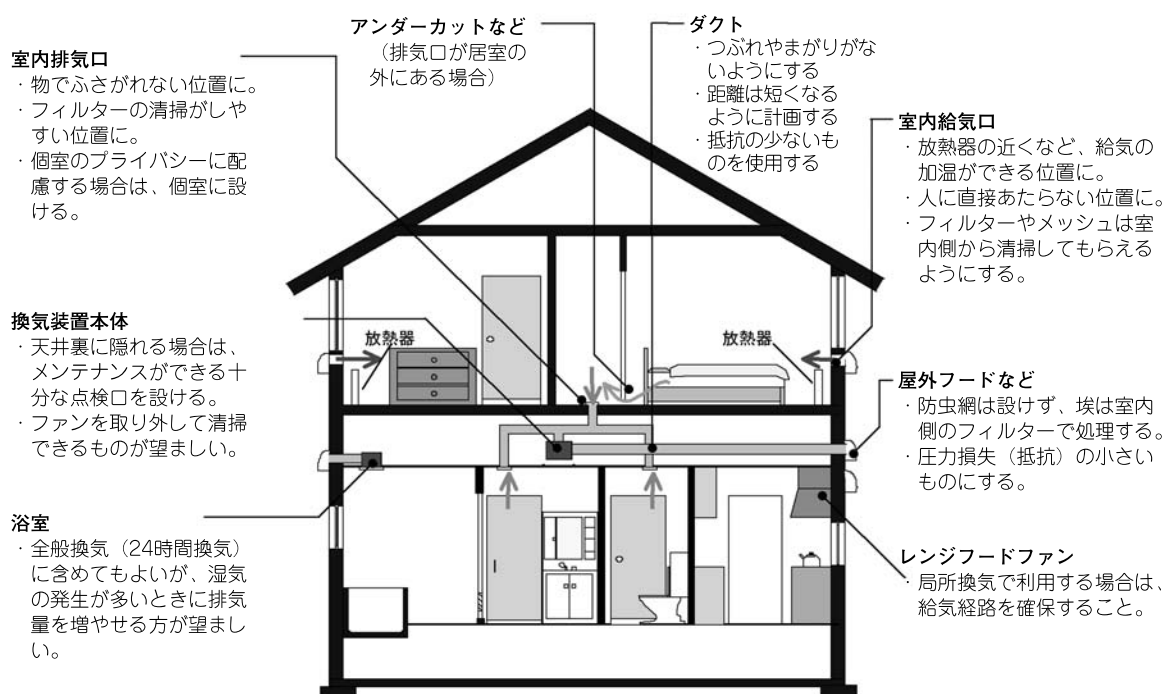 アンダーカットなど
（排気口が居室の
外にある場合）
ダクト
・つぶれやまがりがな
いようにする
・距離は短くなる
ように計画する
・抵抗の少ないも
のを使用する
室内排気口
・物でふさがれない位置に。
・フィルターの清掃がしや
すい位置に。
・個室のプライバシーに配
慮する場合は、個室に設
ける。
室内給気口
・放熱器の近くなど、給気の
加温ができる位置に。
・人に直接あたらない位置に。
・フィルターやメッシュは室
内側から清掃してもらえる
ようにする。
換気装置本体
・天井裏に隠れる場合は、
メンテナンスができる十
分な点検口を設ける。
・ファンを取り外して清掃
できるものが望ましい。
放熱器
放熱器
屋外フードなど
・防虫網は設けず、埃は室内
側のフィルターで処理する。
・圧力損失（抵抗）の小さい
ものにする。
浴室
・全般換気（24時間換気）
に含めてもよいが、湿気
の発生が多いときに排気
量を増やせる方が望まし
い。
レンジフードファン
・局所換気で利用する場合は、
給気経路を確保すること。